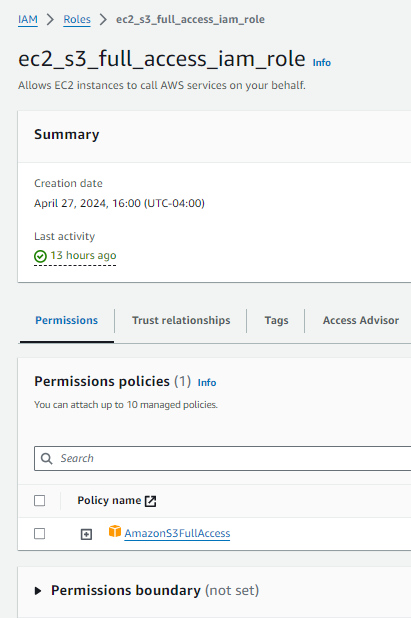 IAM > Roles > ec2_s3_full_access_iam_role
ec2_s3_full_access_iam_role Info
Allows EC2 instances to call AWS services on your behalf.
Summary
Creation date
April 27, 2024, 16:00 (UTC-04:00)
Last activity
13 hours ago
Permissions Trust relationships Tags Access Advisor
Permissions policies (1) Info
You can attach up to 10 managed policies.
Search
Policy name
AmazonS3FullAccess
Permissions boundary (not set)